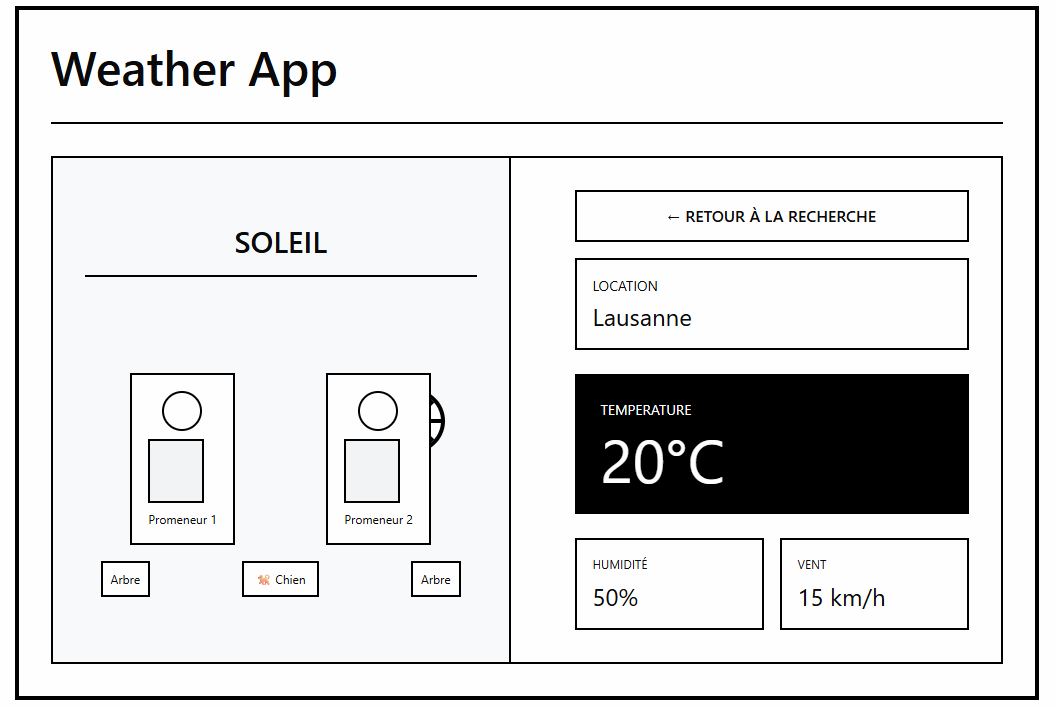 Weather App
SOLEIL
Promeneur 1
Promeneur 2
Arbre
🐕 Chien
Arbre
← RETOUR À LA RECHERCHE
LOCATION
Lausanne
TEMPERATURE
20°C
HUMIDITÉ
50%
VENT
15 km/h